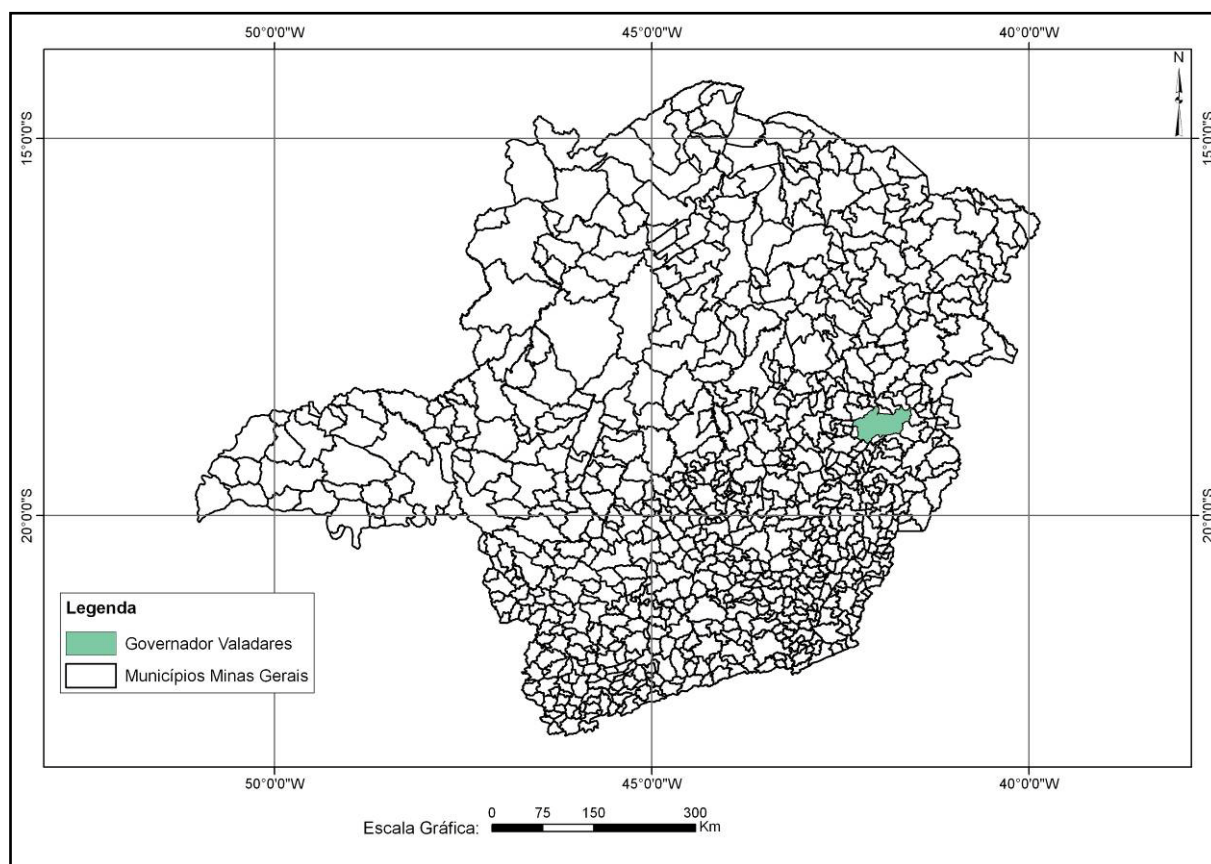 50°0'0"W 45°0'0"W 40°0'0"W
N
15°0'0"S 15°0'0"S
20°0'0"S 20°0'0"S
Legenda
Governador Valadares
Municípios Minas Gerais
50°0'0"W 45°0'0"W 40°0'0"W
0 75 150 300
Escala Gráfica: Km